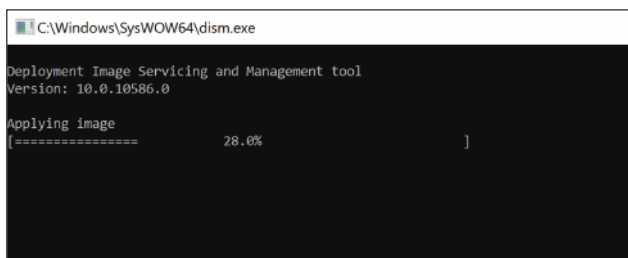 C:\Windows\SysWOW64\dism.exe
Deployment Image Servicing and Management tool
Version: 10.0.10586.0
Applying image
[================           28.0%                          ]